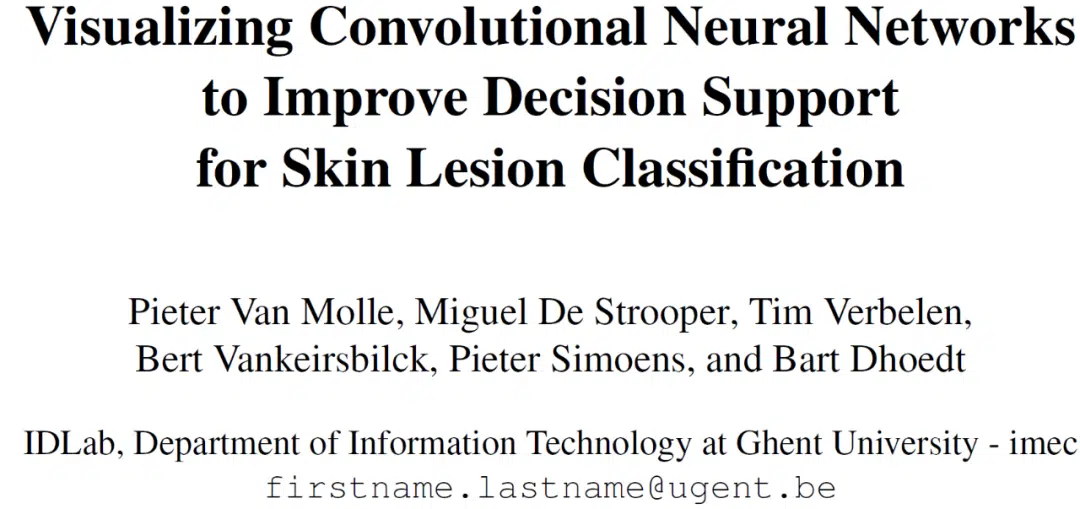 Visualizing Convolutional Neural Networks
to Improve Decision Support
for Skin Lesion Classification
Pieter Van Molle, Miguel De Strooper, Tim Verbelen,
Bert Vankeirsbilck, Pieter Simoens, and Bart Dhoedt
IDLab, Department of Information Technology at Ghent University - imec
firstname.lastname@ugent.be